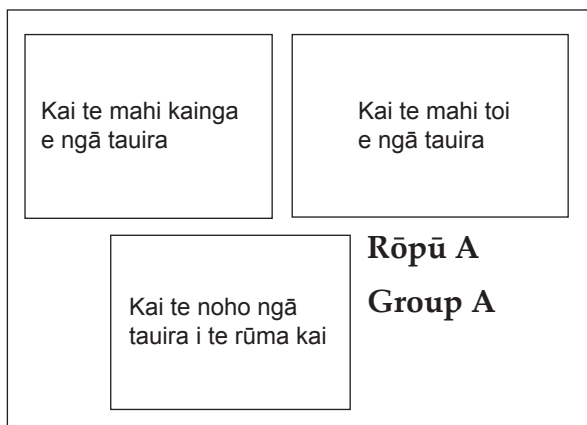 Kai te mahi kainga
e ngā tauira
Kai te mahi toi
e ngā tauira
Rōpū A
Group A
Kai te noho ngā
tauira i te rūma kai